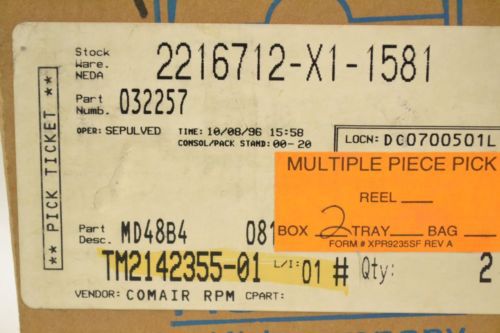 ** PICK TICKET **
Stock
Ware. 2216712-X1-1581
NEDA
Part
Numb. 032257
OPER: SEPULVED TIME: 10/08/96 15:58
CONSOL/PACK STAND: 00-20
LOCN: DC0700501L
MULTIPLE PIECE PICK
REEL
BOX 2 TRAY BAG
FORM # XPR9235SF REV A
Part
Desc. MD48B4 081
TM2142355-01 L/I: 01 # Qty: 2
VENDOR: COMAIR RPM CPART: